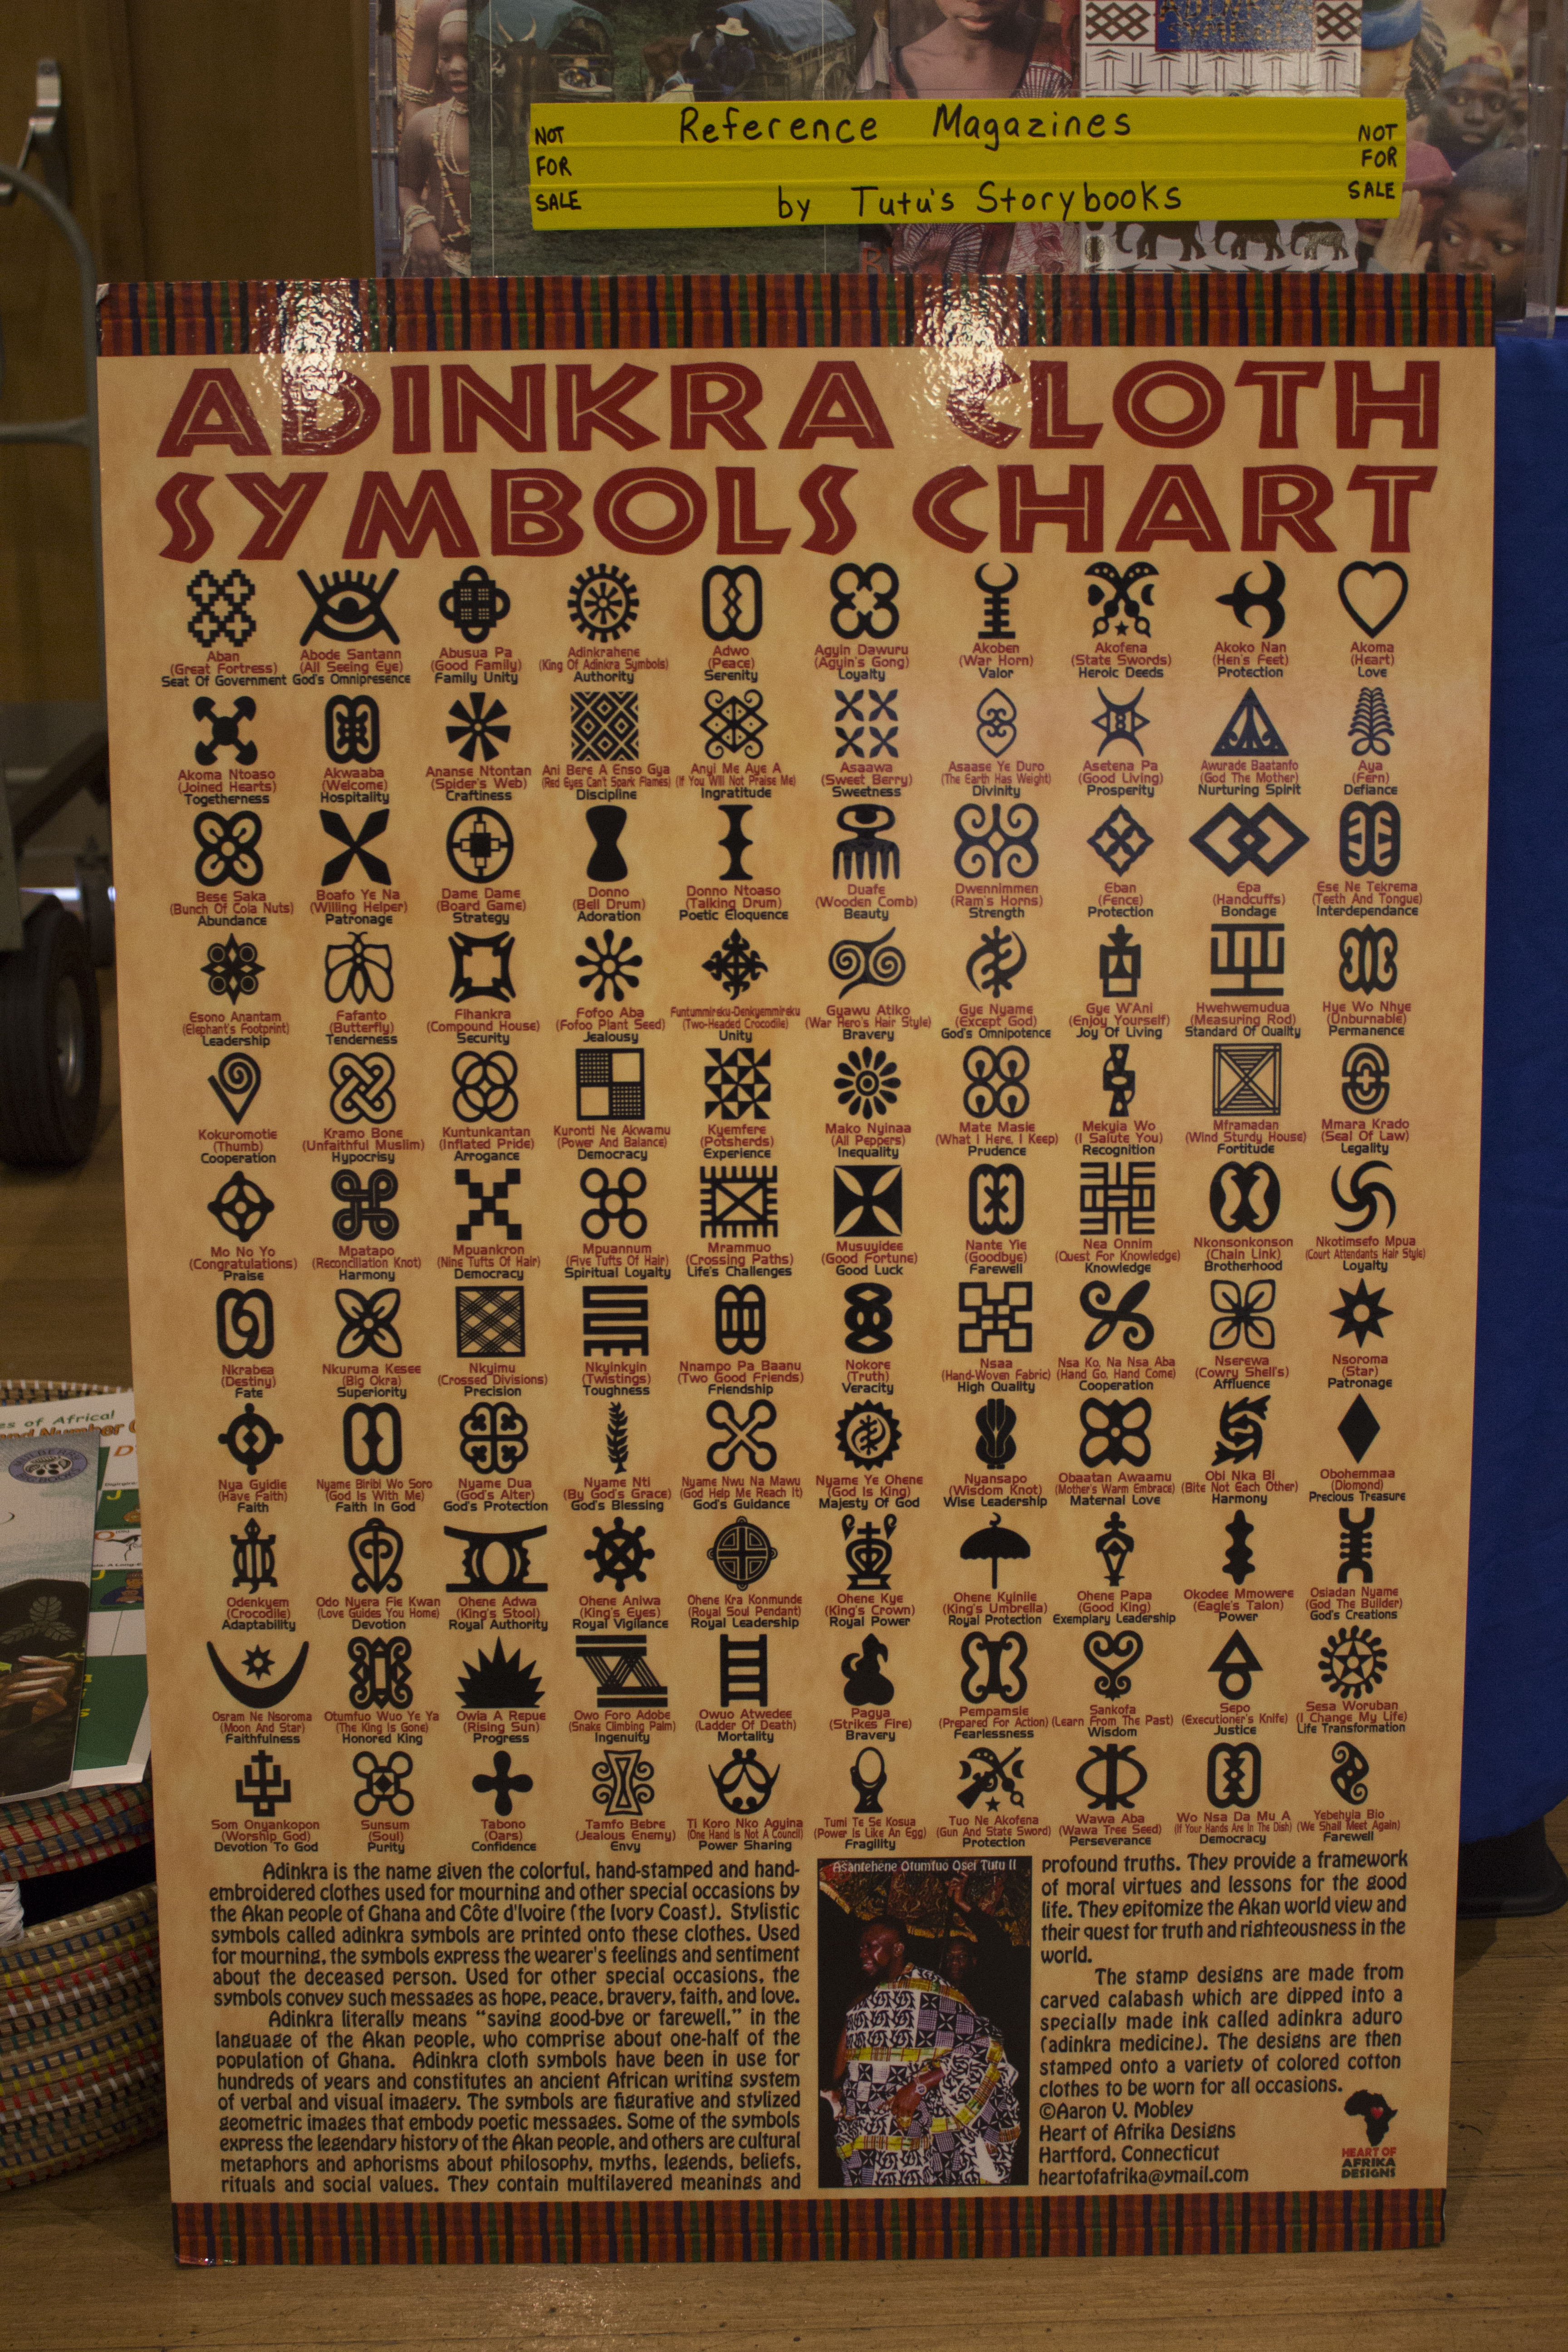 Reference Magazines
by Tutu's Storybooks
NOT
FOR
SALE
NOT
FOR
SALE
ADINKRA CLOTH
SYMBOLS CHART
Aban
(Great Fortress)
Seat Of Government
Abode Santann
(All Seeing Eye)
God's Omnipresence
Abusua Pa
(Good Family)
Family Unity
Adinkrahene
(King Of Adinkra Symbols)
Authority
Adwo
(Peace)
Serenity
Agyin Dawuru
(Agyin's Gong)
Loyalty
Akoben
(War Horn)
Valor
Akofena
(State Swords)
Heroic Deeds
Akoko Nan
(Hen's Feet)
Protection
Akoma
(Heart)
Love
Akoma Ntoaso
(Joined Hearts)
Togetherness
Akwaaba
(Welcome)
Hospitality
Ananse Ntontan
(Spider's Web)
Craftiness
Ani Bere A Enso Gya
(Red Eyes Can't Spark Flames)
Discipline
Anyi Me Aye A
(If You Will Not Praise Me)
Ingratitude
Asaawa
(Sweet Berry)
Sweetness
Asaase Ye Duro
(The Earth Has Weight)
Divinity
Asetena Pa
(Good Living)
Prosperity
Awurade Baatanfo
(God The Mother)
Nurturing Spirit
Aya
(Fern)
Defiance
Bese Saka
(Bunch Of Cola Nuts)
Abundance
Boafo Ye Na
(Willing Helper)
Patronage
Dame Dame
(Board Game)
Strategy
Donno
(Bell Drum)
Adoration
Donno Ntoaso
(Talking Drum)
Poetic Eloquence
Duafe
(Wooden Comb)
Beauty
Dwennimmen
(Ram's Horns)
Strength
Eban
(Fence)
Protection
Epa
(Handcuffs)
Bondage
Ese Ne Tekrema
(Teeth And Tongue)
Interdependance
Esono Anantam
(Elephant's Footprint)
Leadership
Fafanto
(Butterfly)
Tenderness
Fihankra
(Compound House)
Security
Fofoo Aba
(Fofoo Plant Seed)
Jealousy
Funtummireku-Denkyemmireku
(Two-Headed Crocodile)
Unity
Gyawu Atiko
(War Hero's Hair Style)
Bravery
Gye Nyame
(Except God)
God's Omnipotence
Gye W'Ani
(Enjoy Yourself)
Joy Of Living
Hwehwemudua
(Measuring Rod)
Standard Of Quality
Hye Wo Nhye
(Unburnable)
Permanence
Kokuromotie
(Thumb)
Cooperation
Kramo Bone
(Unfaithful Muslim)
Hypocrisy
Kuntunkantan
(Inflated Pride)
Arrogance
Kuronti Ne Akwamu
(Power And Balance)
Democracy
Kyemfere
(Potsherds)
Experience
Mako Nyinaa
(All Peppers)
Inequality
Mate Masie
(What I Here, I Keep)
Prudence
Mekyia Wo
(I Salute You)
Recognition
Mframadan
(Wind Sturdy House)
Fortitude
Mmara Krado
(Seal Of Law)
Legality
Mo No Yo
(Congratulations)
Praise
Mpatapo
(Reconciliation Knot)
Harmony
Mpuankron
(Nine Tufts Of Hair)
Democracy
Mpuannum
(Five Tufts Of Hair)
Spiritual Loyalty
Mrammuo
(Crossing Paths)
Life's Challenges
Musuyidee
(Good Fortune)
Good Luck
Nante Yie
(Goodbye)
Farewell
Nea Onnim
(Quest For Knowledge)
Knowledge
Nkonsonkonson
(Chain Link)
Brotherhood
Nkotimsefo Mpua
(Court Attendants Hair Style)
Loyalty
Nkrabea
(Destiny)
Fate
Nkuruma Kesee
(Big Okra)
Superiority
Nkyimu
(Crossed Divisions)
Precision
Nkyinkyin
(Twistings)
Toughness
Nnampo Pa Baanu
(Two Good Friends)
Friendship
Nokore
(Truth)
Veracity
Nsaa
(Hand-Woven Fabric)
High Quality
Nsa Ko, Na Nsa Aba
(Hand Go, Hand Come)
Cooperation
Nserewa
(Cowry Shell's)
Affluence
Nsoroma
(Star)
Patronage
Nya Gyidie
(Have Faith)
Faith
Nyame Biribi Wo Soro
(God Is With Me)
Faith In God
Nyame Dua
(God's Alter)
God's Protection
Nyame Nti
(By God's Grace)
God's Blessing
Nyame Nwu Na Mawu
(God Help Me Reach It)
God's Guidance
Nyame Ye Ohene
(God Is King)
Majesty Of God
Nyansapo
(Wisdom Knot)
Wise Leadership
Obaatan Awaamu
(Mother's Warm Embrace)
Maternal Love
Obi Nka Bi
(Bite Not Each Other)
Harmony
Obohemmaa
(Diomond)
Precious Treasure
Odenkyem
(Crocodile)
Adaptability
Odo Nyera Fie Kwan
(Love Guides You Home)
Devotion
Ohene Adwa
(King's Stool)
Royal Authority
Ohene Aniwa
(King's Eyes)
Royal Vigilance
Ohene Kra Konmunde
(Royal Soul Pendant)
Royal Leadership
Ohene Kye
(King's Crown)
Royal Power
Ohene Kyinile
(King's Umbrella)
Royal Protection
Ohene Papa
(Good King)
Exemplary Leadership
Okodee Mmowere
(Eagle's Talon)
Power
Osiadan Nyame
(God The Builder)
God's Creations
Osram Ne Nsoroma
(Moon And Star)
Faithfulness
Otumfuo Wuo Ye Ya
(The King Is Gone)
Honored King
Owia A Repue
(Rising Sun)
Progress
Owo Foro Adobe
(Snake Climbing Palm)
Ingenuity
Owuo Atwedee
(Ladder Of Death)
Mortality
Pagya
(Strikes Fire)
Bravery
Pempamsie
(Prepared For Action)
Fearlessness
Sankofa
(Learn From The Past)
Wisdom
Sepo
(Executioner's Knife)
Justice
Sesa Woruban
(I Change My Life)
Life Transformation
Som Onyankopon
(Worship God)
Devotion To God
Sunsum
(Soul)
Purity
Tabono
(Oars)
Confidence
Tamfo Bebre
(Jealous Enemy)
Envy
Ti Koro Nko Agyina
(One Hand Is Not A Council)
Power Sharing
Tumi Te Se Kosua
(Power Is Like An Egg)
Fragility
Tuo Ne Akofena
(Gun And State Sword)
Protection
Wawa Aba
(Wawa Tree Seed)
Perseverance
Wo Nsa Da Mu A
(If Your Hands Are In The Dish)
Democracy
Yebehyia Bio
(We Shall Meet Again)
Farewell
Adinkra is the name given the colorful, hand-stamped and hand-
embroidered clothes used for mourning and other special occasions by
the Akan people of Ghana and Côte d'Ivoire (the Ivory Coast). Stylistic
symbols called adinkra symbols are printed onto these clothes. Used
for mourning, the symbols express the wearer's feelings and sentiment
about the deceased person. Used for other special occasions, the
symbols convey such messages as hope, peace, bravery, faith, and love.
Adinkra literally means “saying good-bye or farewell,” in the
language of the Akan people, who comprise about one-half of the
population of Ghana. Adinkra cloth symbols have been in use for
hundreds of years and constitutes an ancient African writing system
of verbal and visual imagery. The symbols are figurative and stylized
geometric images that embody poetic messages. Some of the symbols
express the legendary history of the Akan people, and others are cultural
metaphors and aphorisms about philosophy, myths, legends, beliefs,
rituals and social values. They contain multilayered meanings and
Asantehene Otumfuo Osei Tutu II
profound truths. They provide a framework
of moral virtues and lessons for the good
life. They epitomize the Akan world view and
their quest for truth and righteousness in the
world.
The stamp designs are made from
carved calabash which are dipped into a
specially made ink called adinkra aduro
(adinkra medicine). The designs are then
stamped onto a variety of colored cotton
clothes to be worn for all occasions.
©Aaron V. Mobley
Heart of Afrika Designs
Hartford, Connecticut
heartofafrika@ymail.com
HEART OF
AFRIKA
DESIGNS